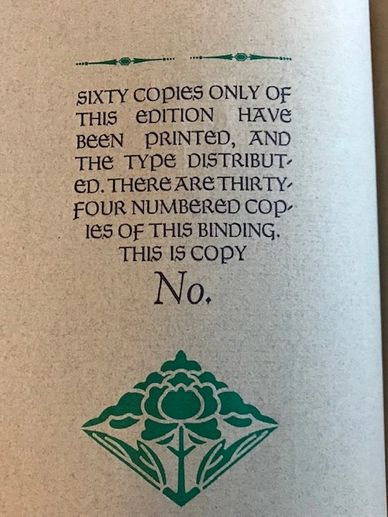 SIXTY COPIES ONLY OF
THIS EDITION HAVE
BEEN PRINTED, AND
THE TYPE DISTRIBUT-
ED. THERE ARE THIRTY-
FOUR NUMBERED COP-
IES OF THIS BINDING.
THIS IS COPY
No.